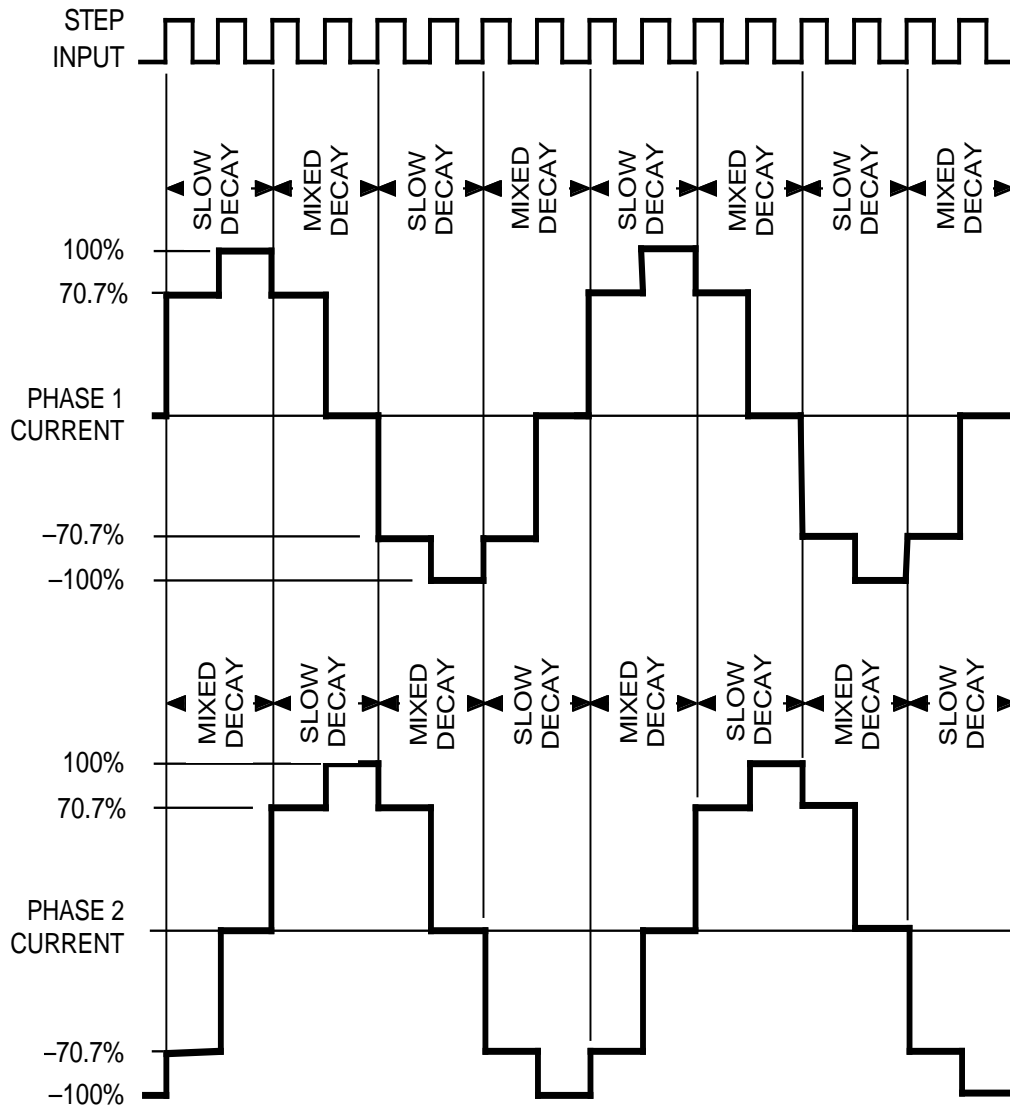 STEP
INPUT
SLOW
DECAY
MIXED
DECAY
SLOW
DECAY
MIXED
DECAY
SLOW
DECAY
MIXED
DECAY
SLOW
DECAY
MIXED
DECAY
100%
70.7%
PHASE 1
CURRENT
–70.7%
–100%
MIXED
DECAY
SLOW
DECAY
MIXED
DECAY
SLOW
DECAY
MIXED
DECAY
SLOW
DECAY
MIXED
DECAY
SLOW
DECAY
100%
70.7%
PHASE 2
CURRENT
–70.7%
–100%